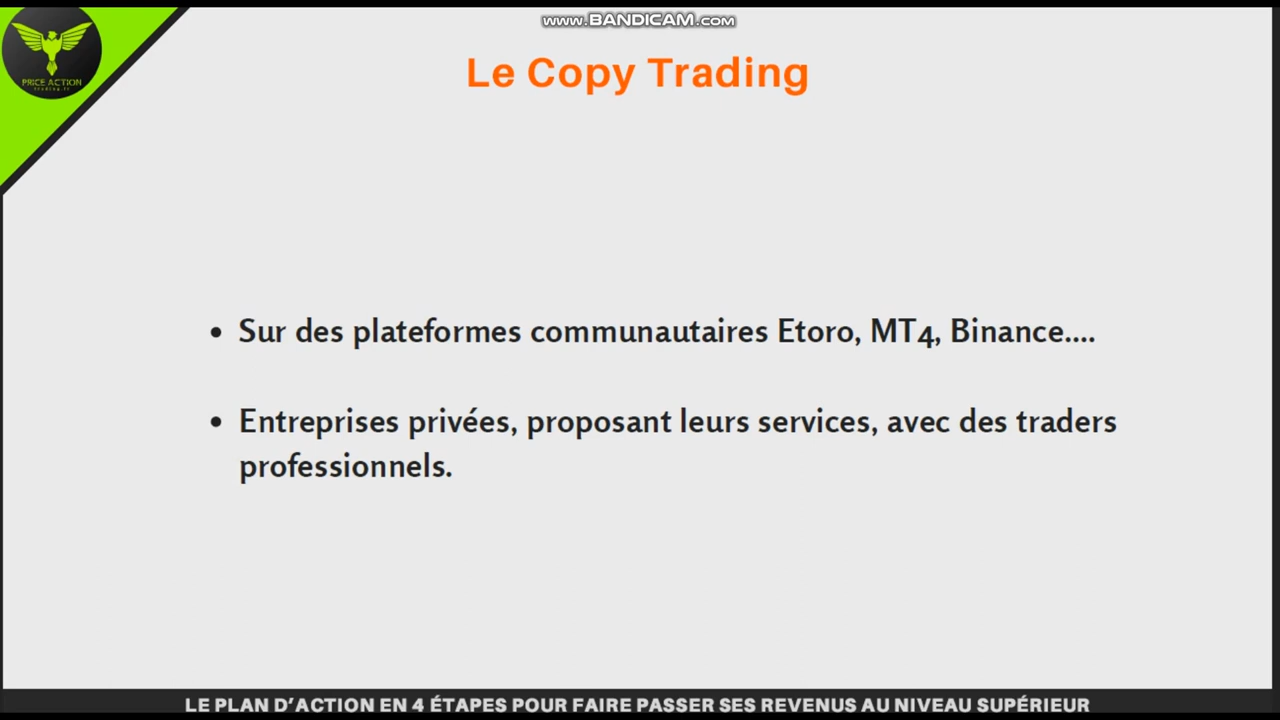 www.BANDICAM.com
PRICE ACTION
trading.fr
Le Copy Trading
• Sur des plateformes communautaires Etoro, MT4, Binance....
• Entreprises privées, proposant leurs services, avec des traders
professionnels.
LE PLAN D'ACTION EN 4 ÉTAPES POUR FAIRE PASSER SES REVENUS AU NIVEAU SUPÉRIEUR